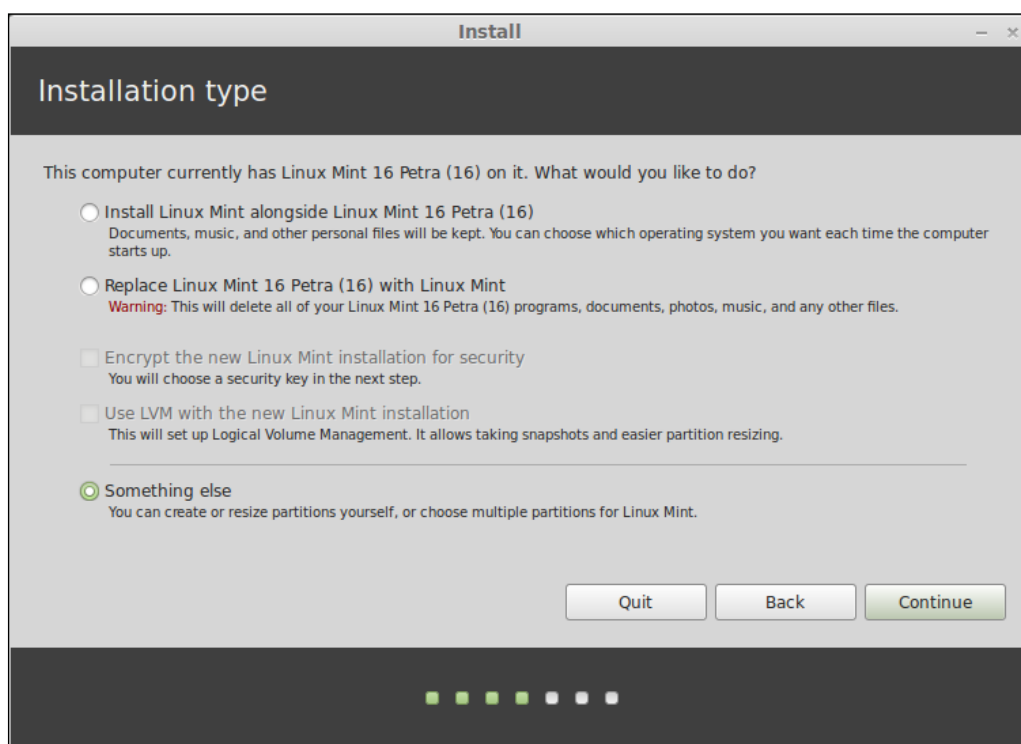 Install
Installation type
This computer currently has Linux Mint 16 Petra (16) on it. What would you like to do?
Install Linux Mint alongside Linux Mint 16 Petra (16)
Documents, music, and other personal files will be kept. You can choose which operating system you want each time the computer
starts up.
Replace Linux Mint 16 Petra (16) with Linux Mint
Warning: This will delete all of your Linux Mint 16 Petra (16) programs, documents, photos, music, and any other files.
Encrypt the new Linux Mint installation for security
You will choose a security key in the next step.
Use LVM with the new Linux Mint installation
This will set up Logical Volume Management. It allows taking snapshots and easier partition resizing.
Something else
You can create or resize partitions yourself, or choose multiple partitions for Linux Mint.
Quit Back Continue